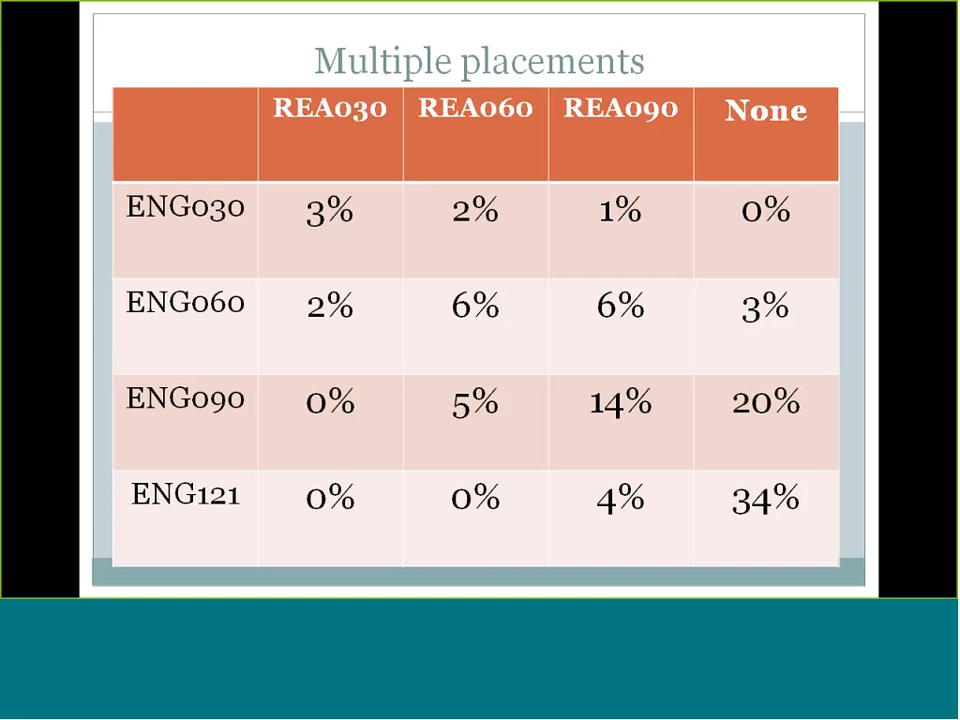 Multiple placements
REA030 REA060 REA090 None
ENG030 3% 2% 1% 0%
ENG060 2% 6% 6% 3%
ENG090 0% 5% 14% 20%
ENG121 0% 0% 4% 34%